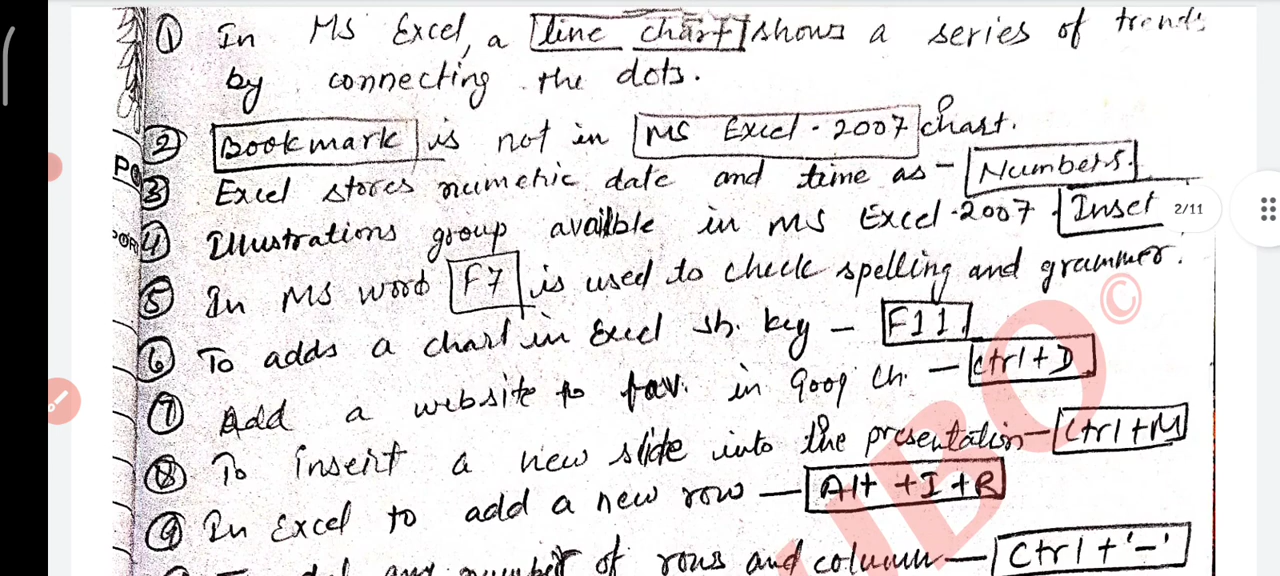 ① In MS Excel, a line chart shows a series of trends
by connecting the dots.
② Bookmark is not in MS Excel-2007 chart.
③ Excel stores numeric date and time as - Numbers.
④ Illustrations group availble in MS Excel-2007 - Inset
2/11
⑤ In MS word F7 is used to check spelling and grammer.
⑥ To adds a chart in Excel sh. key - F11.
⑦ Add a website to fav. in goog ch. - Ctrl+D
⑧ To insert a new slide into the presentation - Ctrl+M
⑨ In Excel to add a new row - Alt+I+R
of rows and column - Ctrl+'-'
©